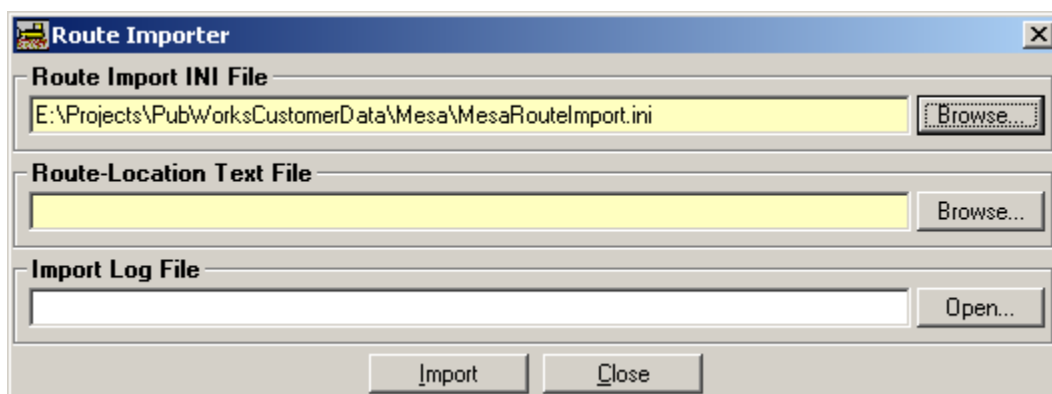 Route Importer
Route Import INI File
E:\Projects\PubWorksCustomerData\Mesa\MesaRouteImport.ini
Browse...
Route-Location Text File
Browse...
Import Log File
Open...
Import
Close